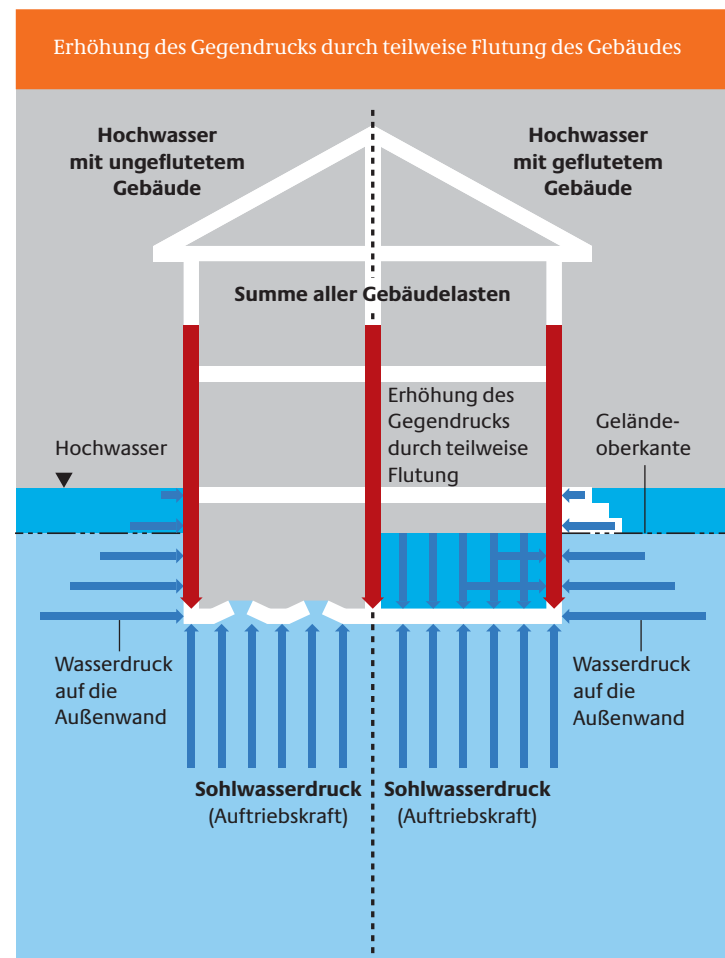 Erhöhung des Gegendrucks durch teilweise Flutung des Gebäudes
Hochwasser
mit ungeflutetem
Gebäude
Hochwasser
mit geflutetem
Gebäude
Summe aller Gebäudelasten
Erhöhung des
Gegendrucks
durch teilweise
Flutung
Hochwasser
Gelände-
oberkante
Wasserdruck
auf die
Außenwand
Wasserdruck
auf die
Außenwand
Sohlwasserdruck
(Auftriebskraft)
Sohlwasserdruck
(Auftriebskraft)